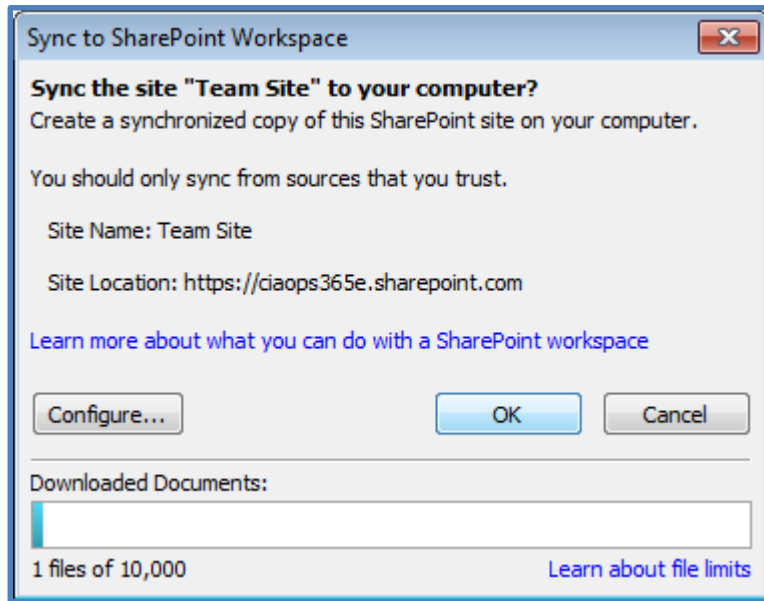 Sync to SharePoint Workspace
Sync the site "Team Site" to your computer?
Create a synchronized copy of this SharePoint site on your computer.
You should only sync from sources that you trust.
Site Name: Team Site
Site Location: https://ciaops365e.sharepoint.com
Learn more about what you can do with a SharePoint workspace
Configure... OK Cancel
Downloaded Documents:
1 files of 10,000 Learn about file limits